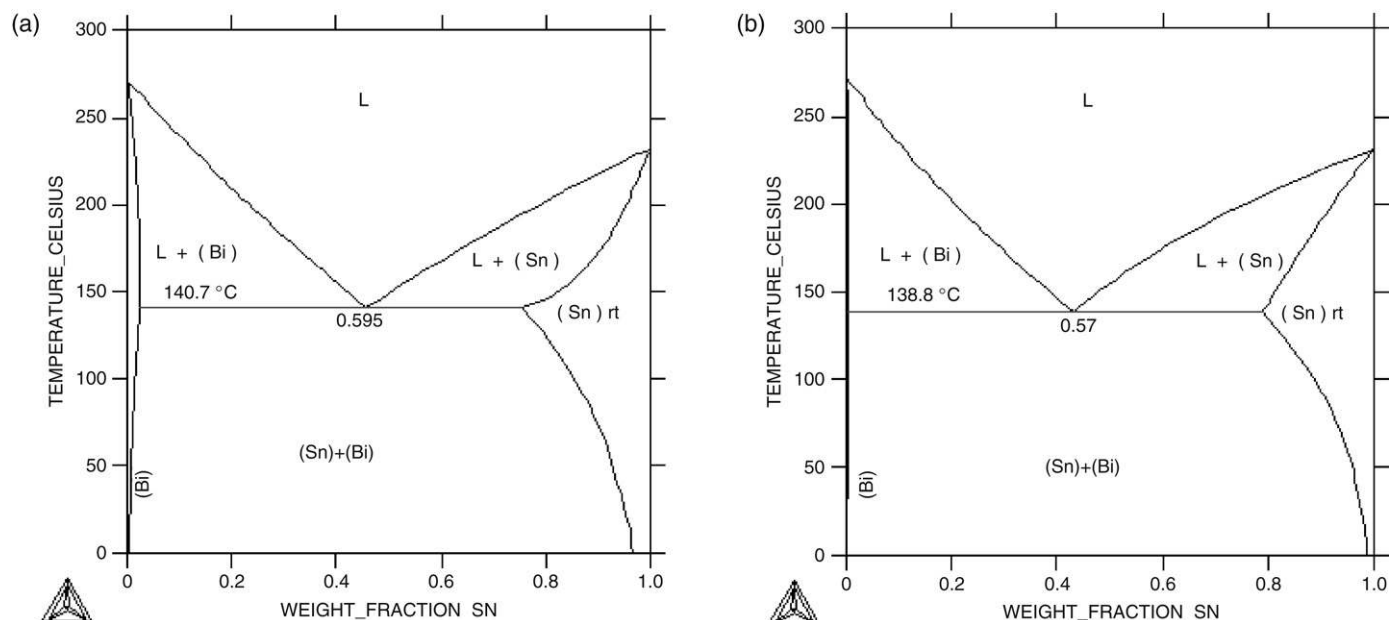 (a)
300
250
200
150
100
50
0
TEMPERATURE_CELSIUS
L
L + (Bi)
L + (Sn)
140.7 °C
0.595
(Sn) rt
(Sn)+(Bi)
(Bi)
0 0.2 0.4 0.6 0.8 1.0
WEIGHT_FRACTION SN
(b)
300
250
200
150
100
50
0
TEMPERATURE_CELSIUS
L
L + (Bi)
L + (Sn)
138.8 °C
0.57
(Sn) rt
(Sn)+(Bi)
(Bi)
0 0.2 0.4 0.6 0.8 1.0
WEIGHT_FRACTION SN